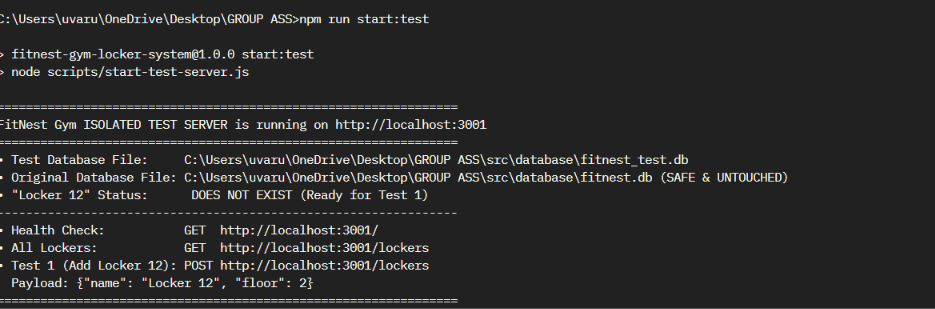 C:\Users\uvaru\OneDrive\Desktop\GROUP ASS>npm run start:test
> fitnest-gym-locker-system@1.0.0 start:test
> node scripts/start-test-server.js
================================================================
FitNest Gym ISOLATED TEST SERVER is running on http://localhost:3001
================================================================
• Test Database File:     C:\Users\uvaru\OneDrive\Desktop\GROUP ASS\src\database\fitnest_test.db
• Original Database File: C:\Users\uvaru\OneDrive\Desktop\GROUP ASS\src\database\fitnest.db (SAFE & UNTOUCHED)
• "Locker 12" Status:      DOES NOT EXIST (Ready for Test 1)
----------------------------------------------------------------
• Health Check:           GET  http://localhost:3001/
• All Lockers:            GET  http://localhost:3001/lockers
• Test 1 (Add Locker 12): POST http://localhost:3001/lockers
  Payload: {"name": "Locker 12", "floor": 2}
================================================================